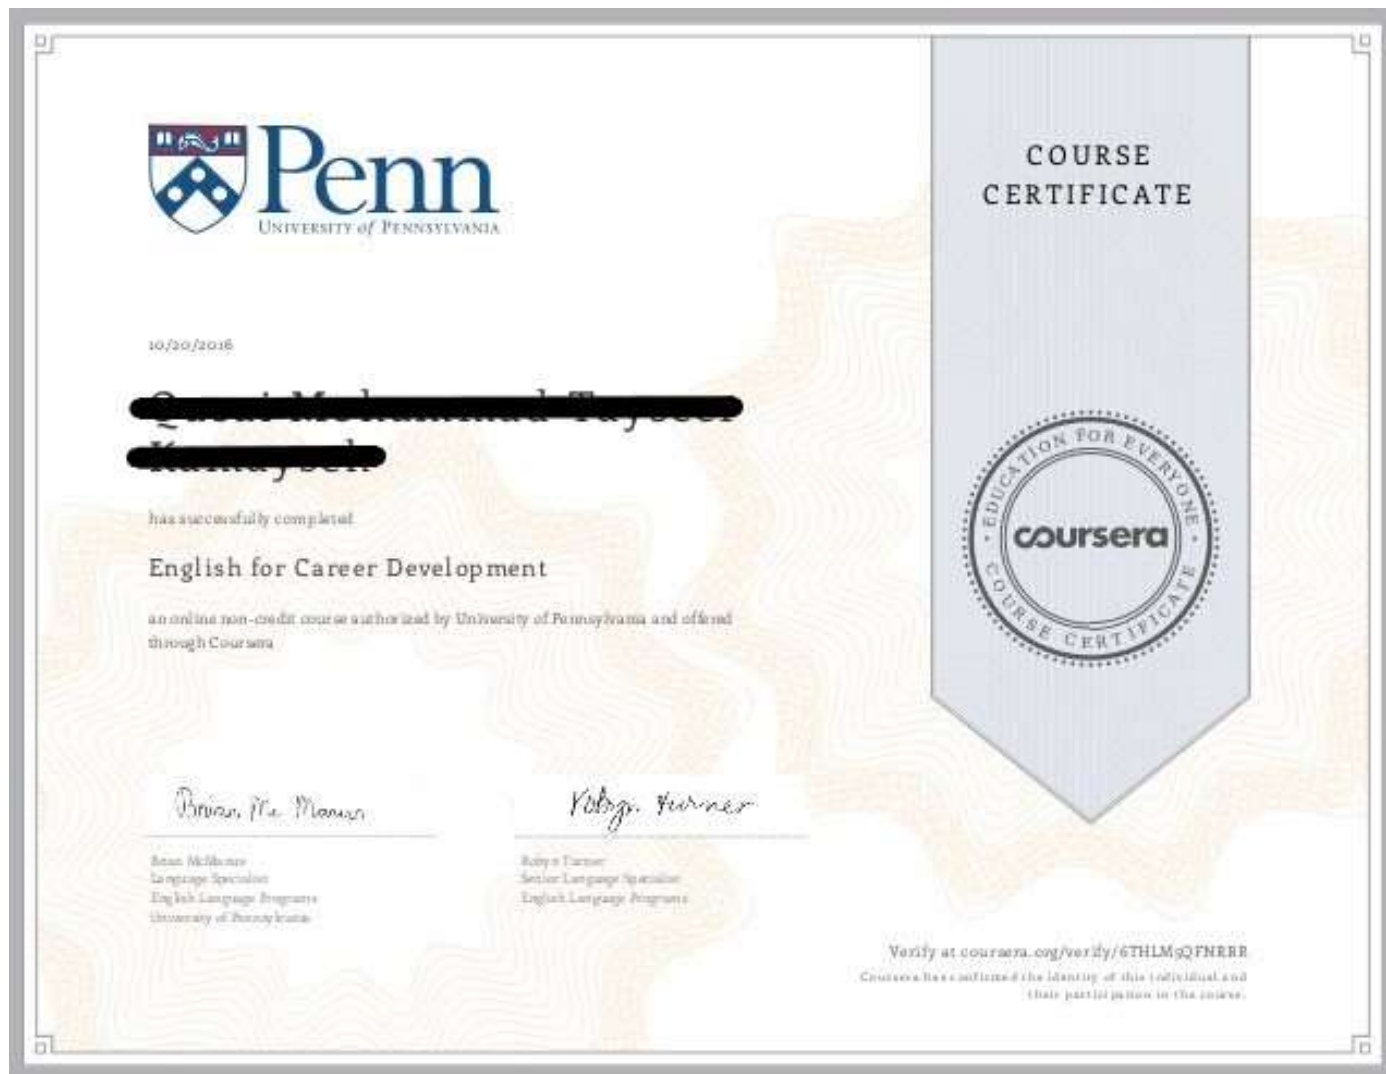 Penn
UNIVERSITY of PENNSYLVANIA
COURSE
CERTIFICATE
10/20/2016
has successfully completed
English for Career Development
an online non-credit course authorized by University of Pennsylvania and offered
through Coursera
EDUCATION FOR EVERYONE
coursera
COURSE CERTIFICATE
Brian McManus
Language Specialist
English Language Programs
University of Pennsylvania
Robyn Turner
Senior Language Specialist
English Language Programs
Verify at coursera.org/verify/
Coursera has confirmed the identity of this individual and
their participation in the course.